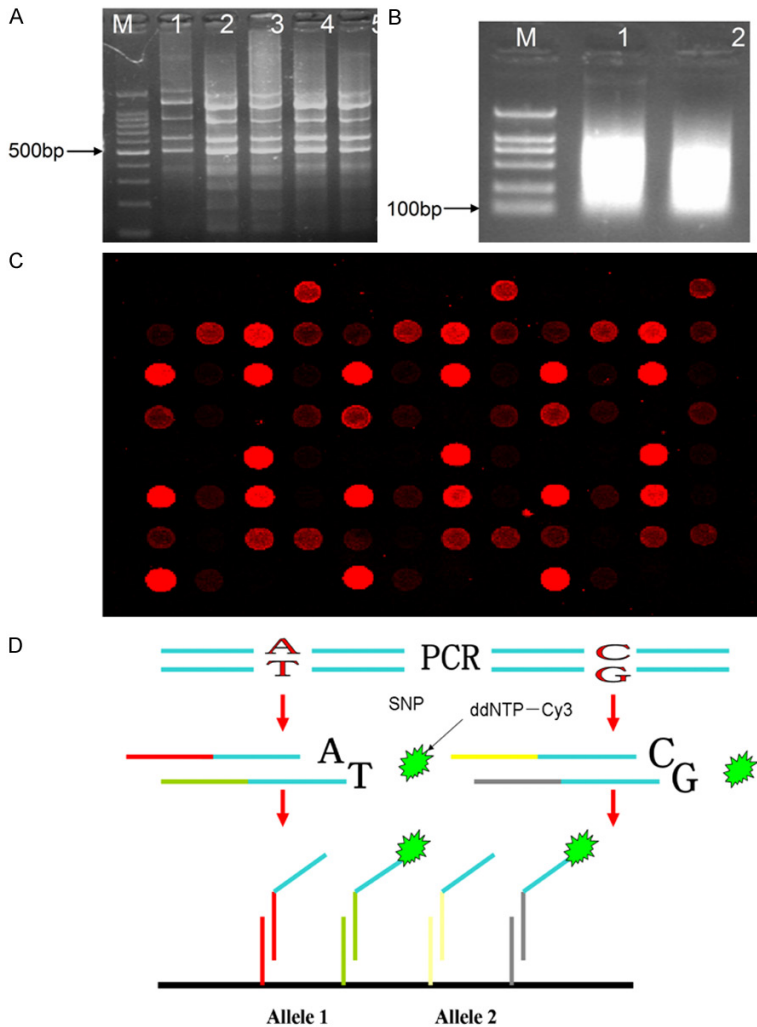 A
M 1 2 3 4 5
500bp
B
M 1 2
100bp
C
D
A
T
PCR
C
G
SNP
ddNTP—Cy3
A
T
C
G
Allele 1
Allele 2